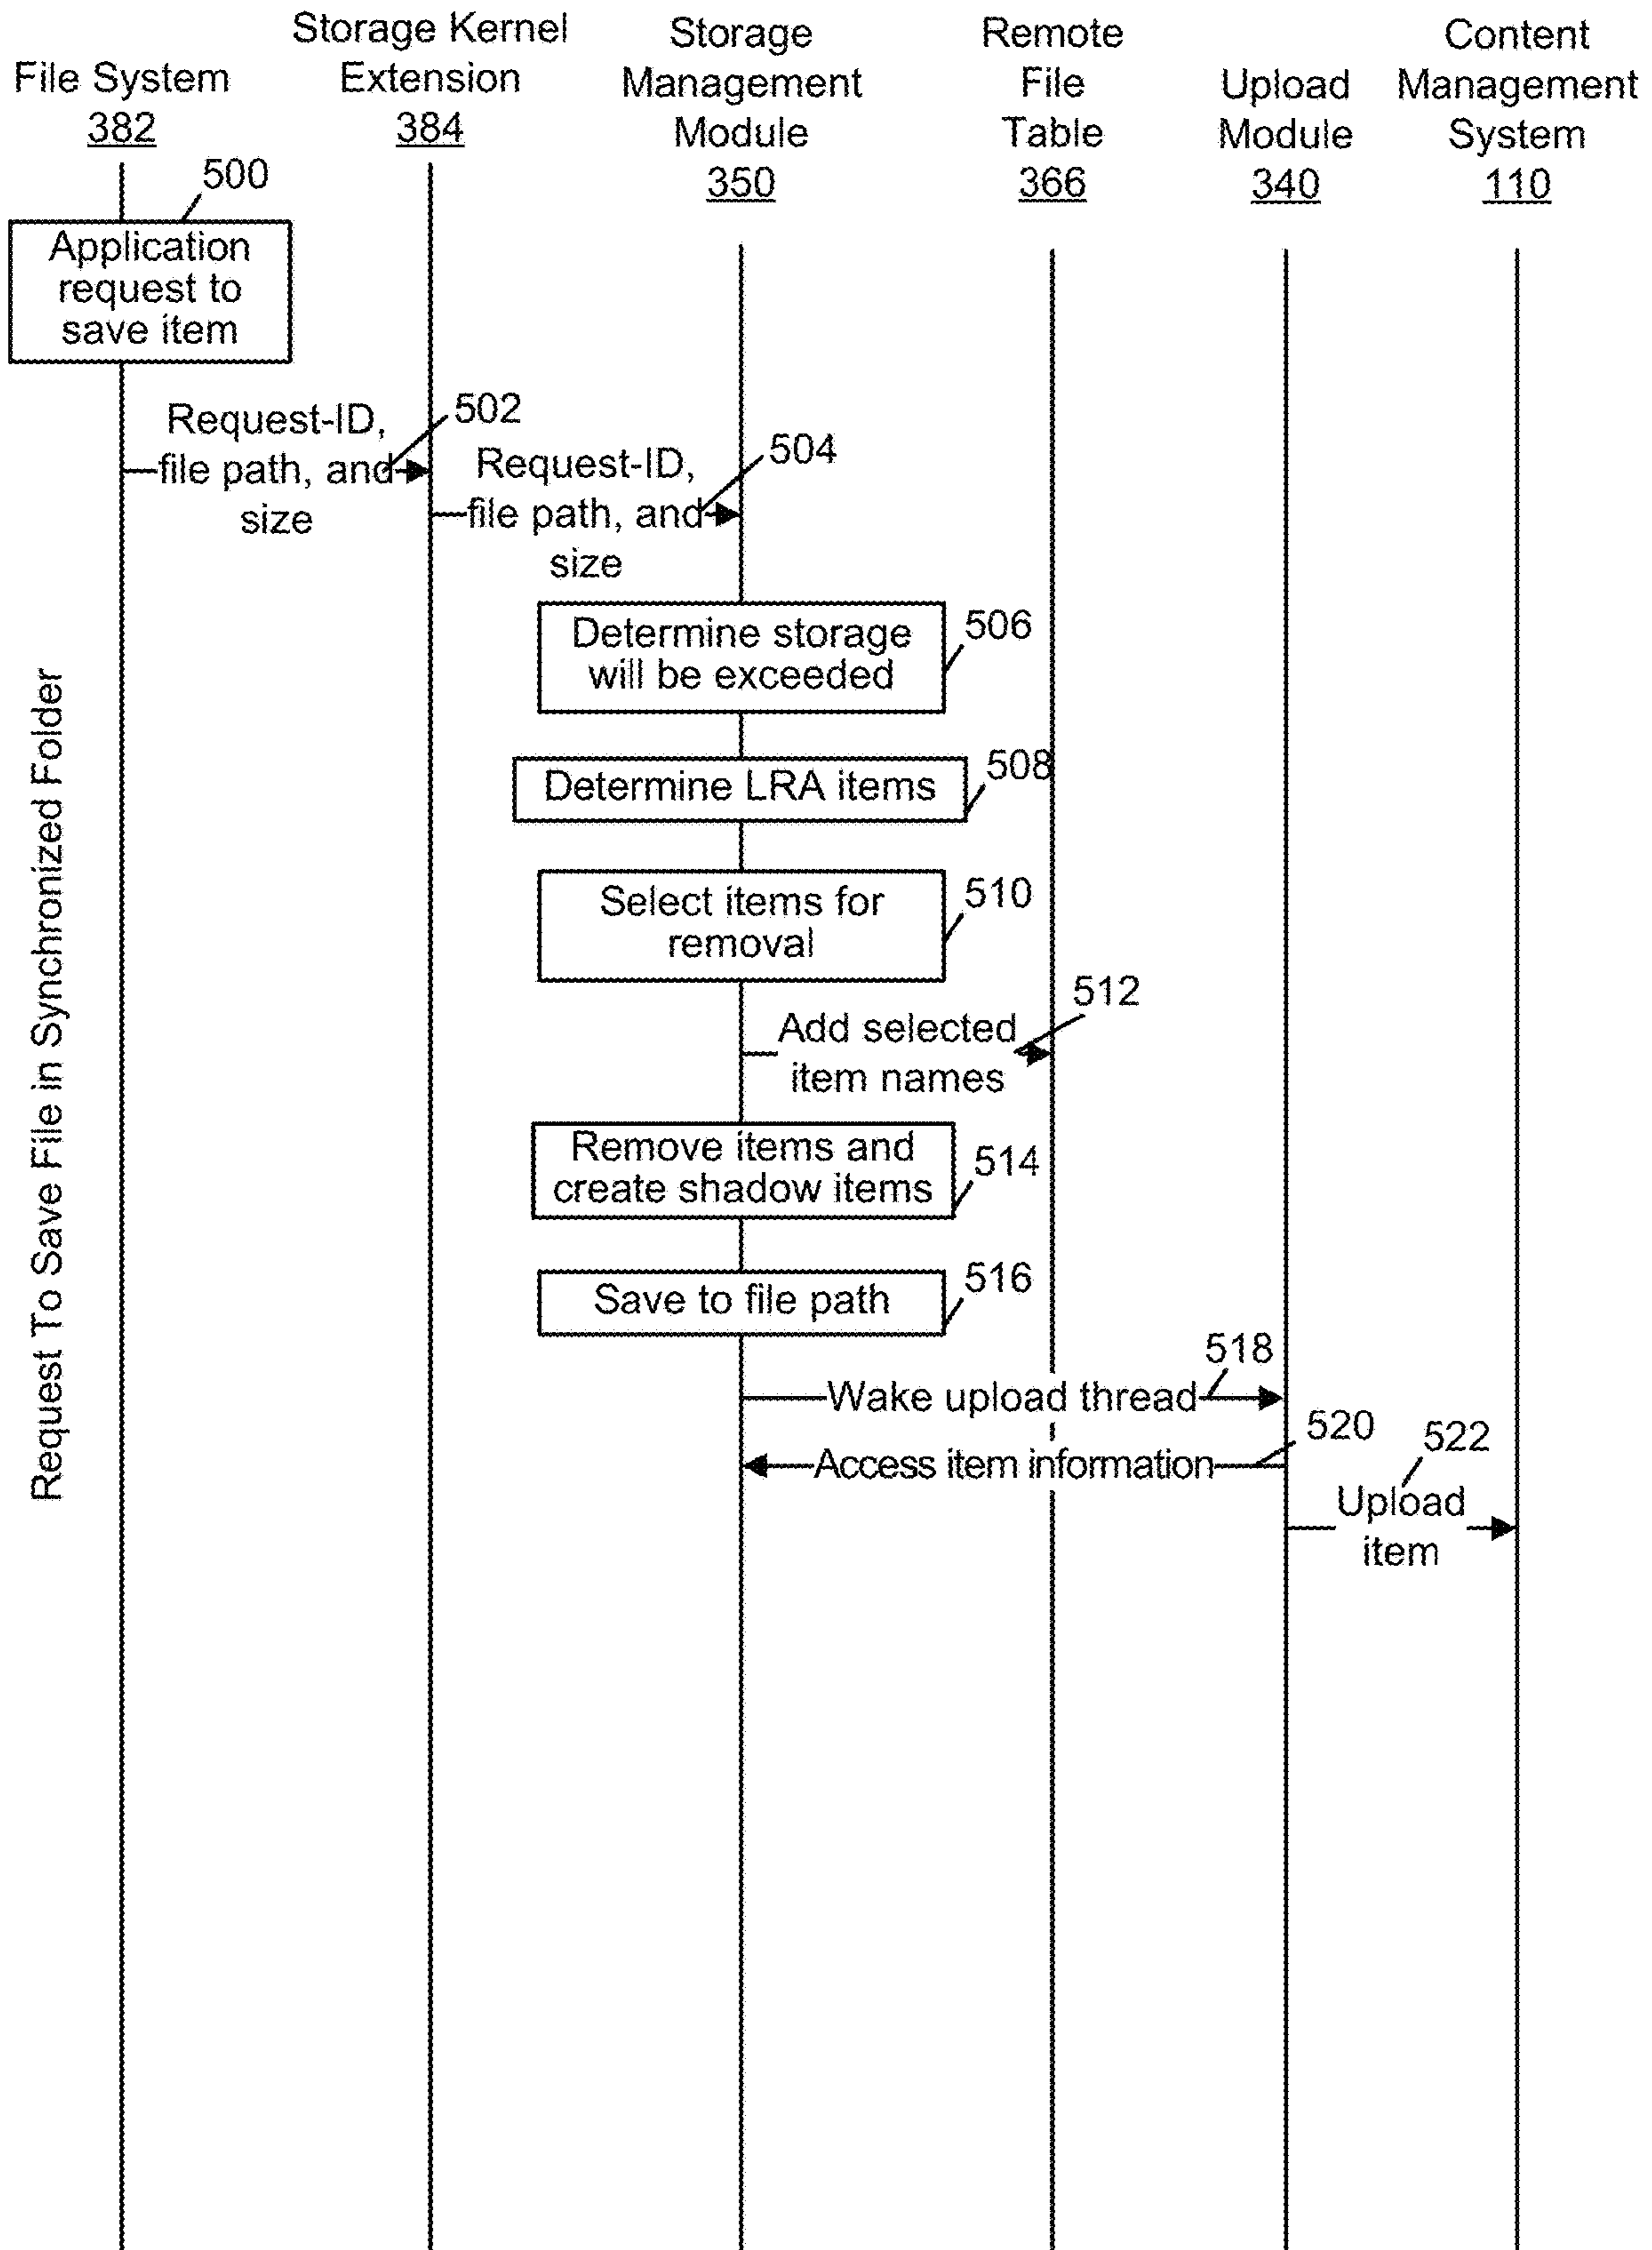 File System
382
Storage Kernel
Extension
384
Storage
Management
Module
350
Remote
File
Table
366
Upload
Module
340
Content
Management
System
110
500
Application
request to
save item
Request-ID,
file path, and
size
502
Request-ID,
file path, and
size
504
Determine storage
will be exceeded
506
Determine LRA items
508
Select items for
removal
510
Add selected
item names
512
Remove items and
create shadow items
514
Save to file path
516
Wake upload thread
518
Access item information
520
Upload
item
522
Request To Save File in Synchronized Folder